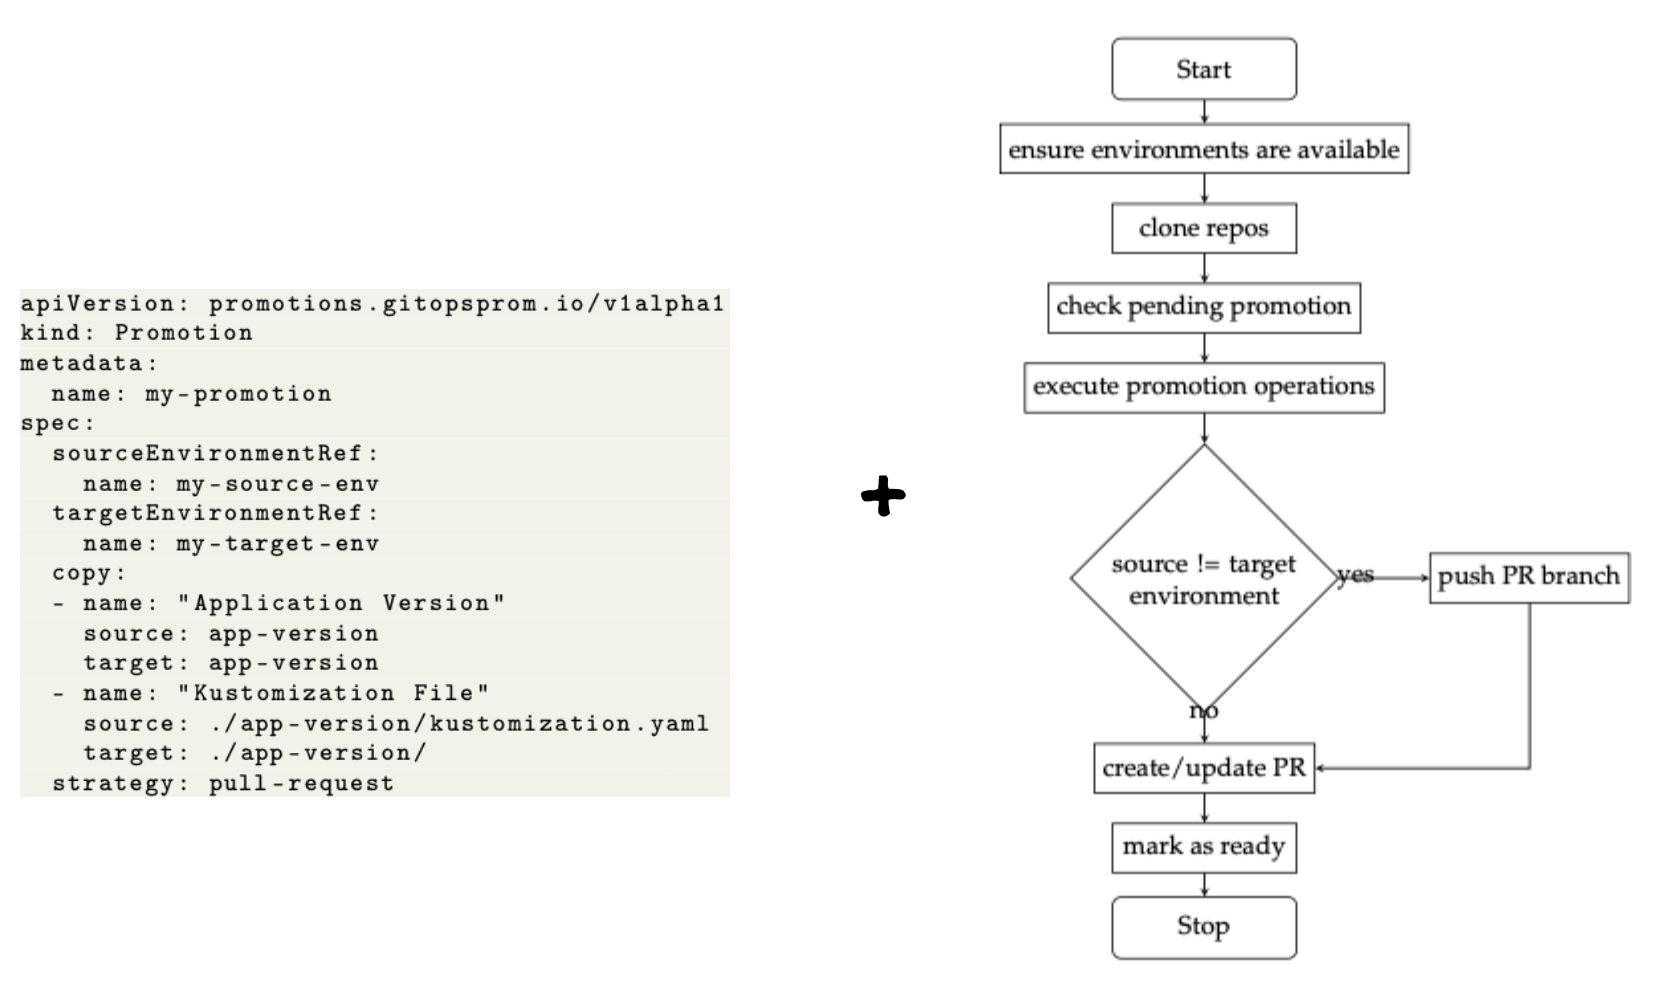 apiVersion: promotions.gitopsprom.io/v1alpha1
kind: Promotion
metadata:
  name: my-promotion
spec:
  sourceEnvironmentRef:
    name: my-source-env
  targetEnvironmentRef:
    name: my-target-env
  copy:
  - name: "Application Version"
    source: app-version
    target: app-version
  - name: "Kustomization File"
    source: ./app-version/kustomization.yaml
    target: ./app-version/
  strategy: pull-request
+
Start
ensure environments are available
clone repos
check pending promotion
execute promotion operations
source != target
environment
yes
push PR branch
no
create/update PR
mark as ready
Stop